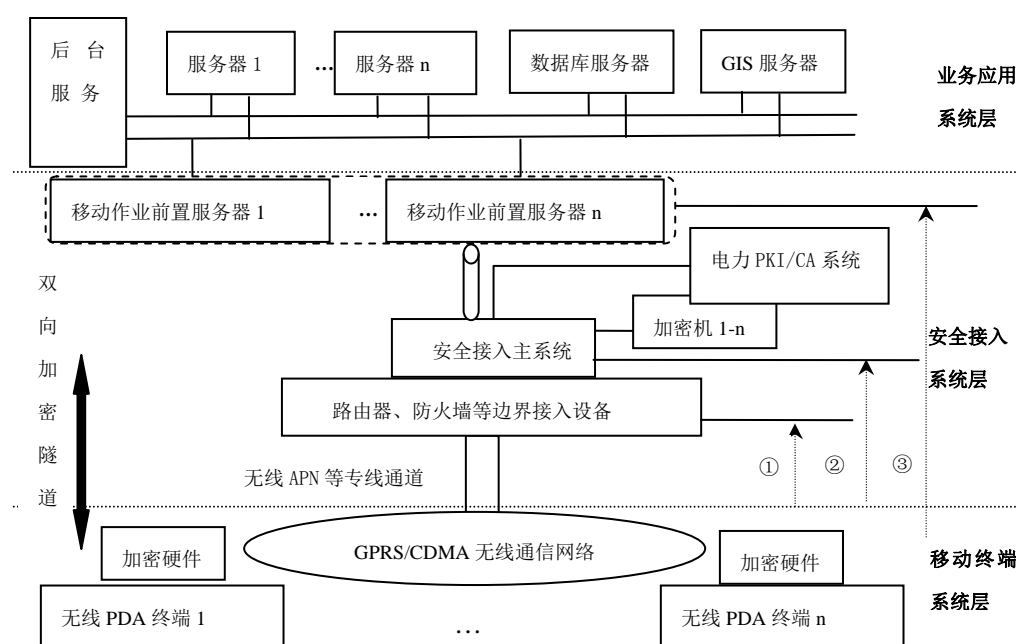 后 台
服 务
服务器 1
...
服务器 n
数据库服务器
GIS 服务器
业务应用
系统层
移动作业前置服务器 1
...
移动作业前置服务器 n
电力 PKI/CA 系统
加密机 1-n
安全接入主系统
安全接入
系统层
路由器、防火墙等边界接入设备
双
向
加
密
隧
道
①
②
③
无线 APN 等专线通道
GPRS/CDMA 无线通信网络
加密硬件
加密硬件
移动终端
系统层
无线 PDA 终端 1
...
无线 PDA 终端 n